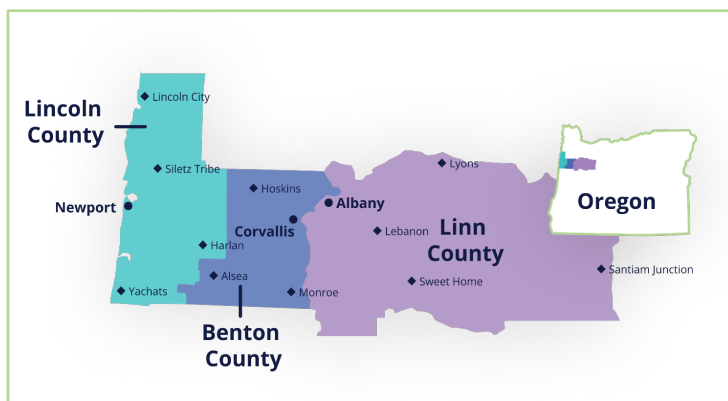 Lincoln City
Lincoln
County
Siletz Tribe
Newport
Harlan
Yachats
Hoskins
Corvallis
Alsea
Monroe
Benton
County
Lyons
Albany
Lebanon
Linn
County
Sweet Home
Santiam Junction
Oregon